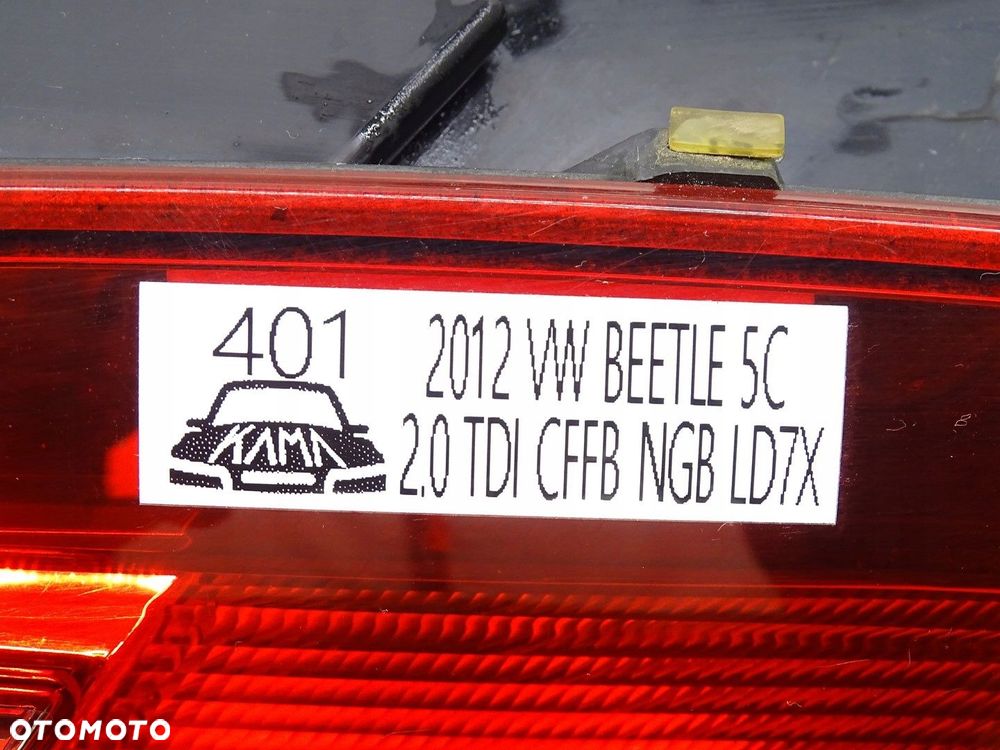 401
KAMA
2012 VW BEETLE 5C
2.0 TDI CFFB NGB LD7X
OTOMOTO